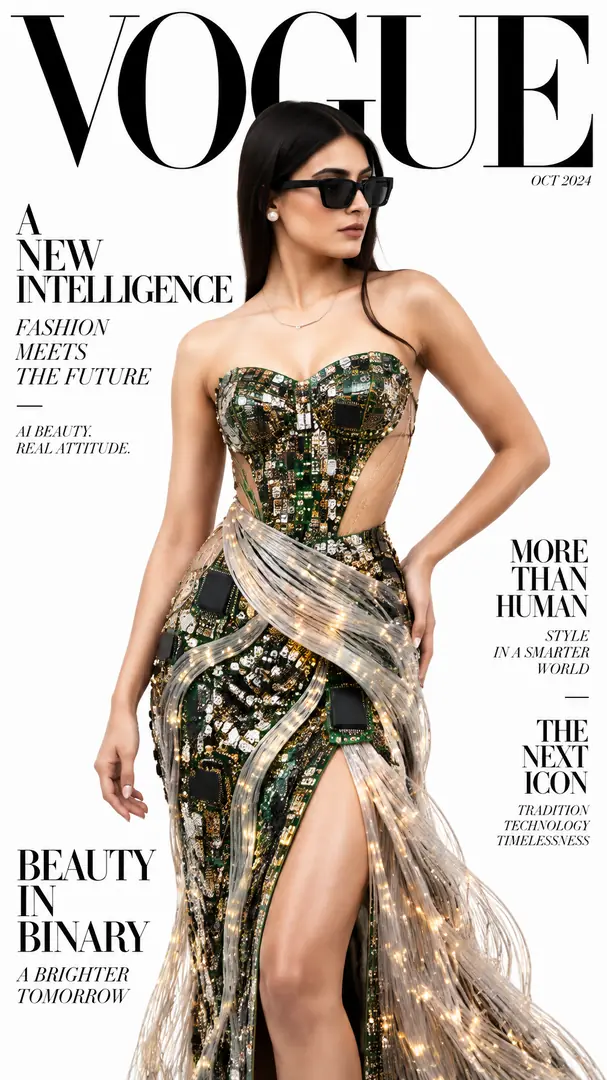 VOGUE
OCT 2024
A
NEW
INTELLIGENCE
FASHION
MEETS
THE FUTURE
AI BEAUTY.
REAL ATTITUDE.
MORE
THAN
HUMAN
STYLE
IN A SMARTER
WORLD
THE
NEXT
ICON
TRADITION
TECHNOLOGY
TIMELESSNESS
BEAUTY
IN
BINARY
A BRIGHTER
TOMORROW